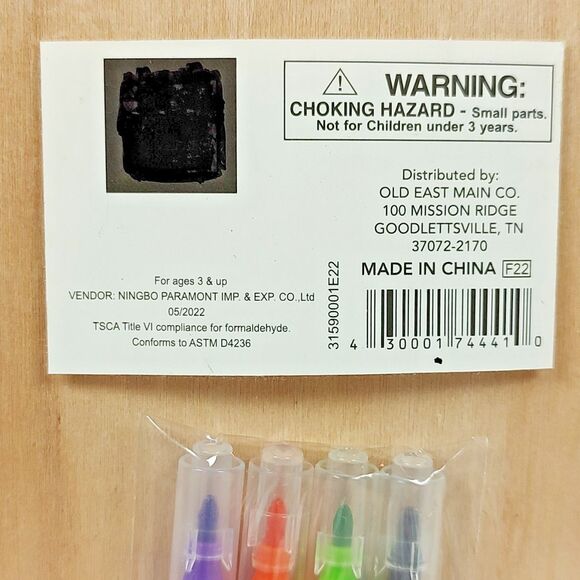 WARNING:
CHOKING HAZARD - Small parts.
Not for Children under 3 years.
Distributed by:
OLD EAST MAIN CO.
100 MISSION RIDGE
GOODLETTSVILLE, TN
37072-2170
MADE IN CHINA F22
For ages 3 & up
VENDOR: NINGBO PARAMONT IMP. & EXP. CO.,Ltd
05/2022
TSCA Title VI compliance for formaldehyde.
Conforms to ASTM D4236
31590001E22
4 30001 74441 0